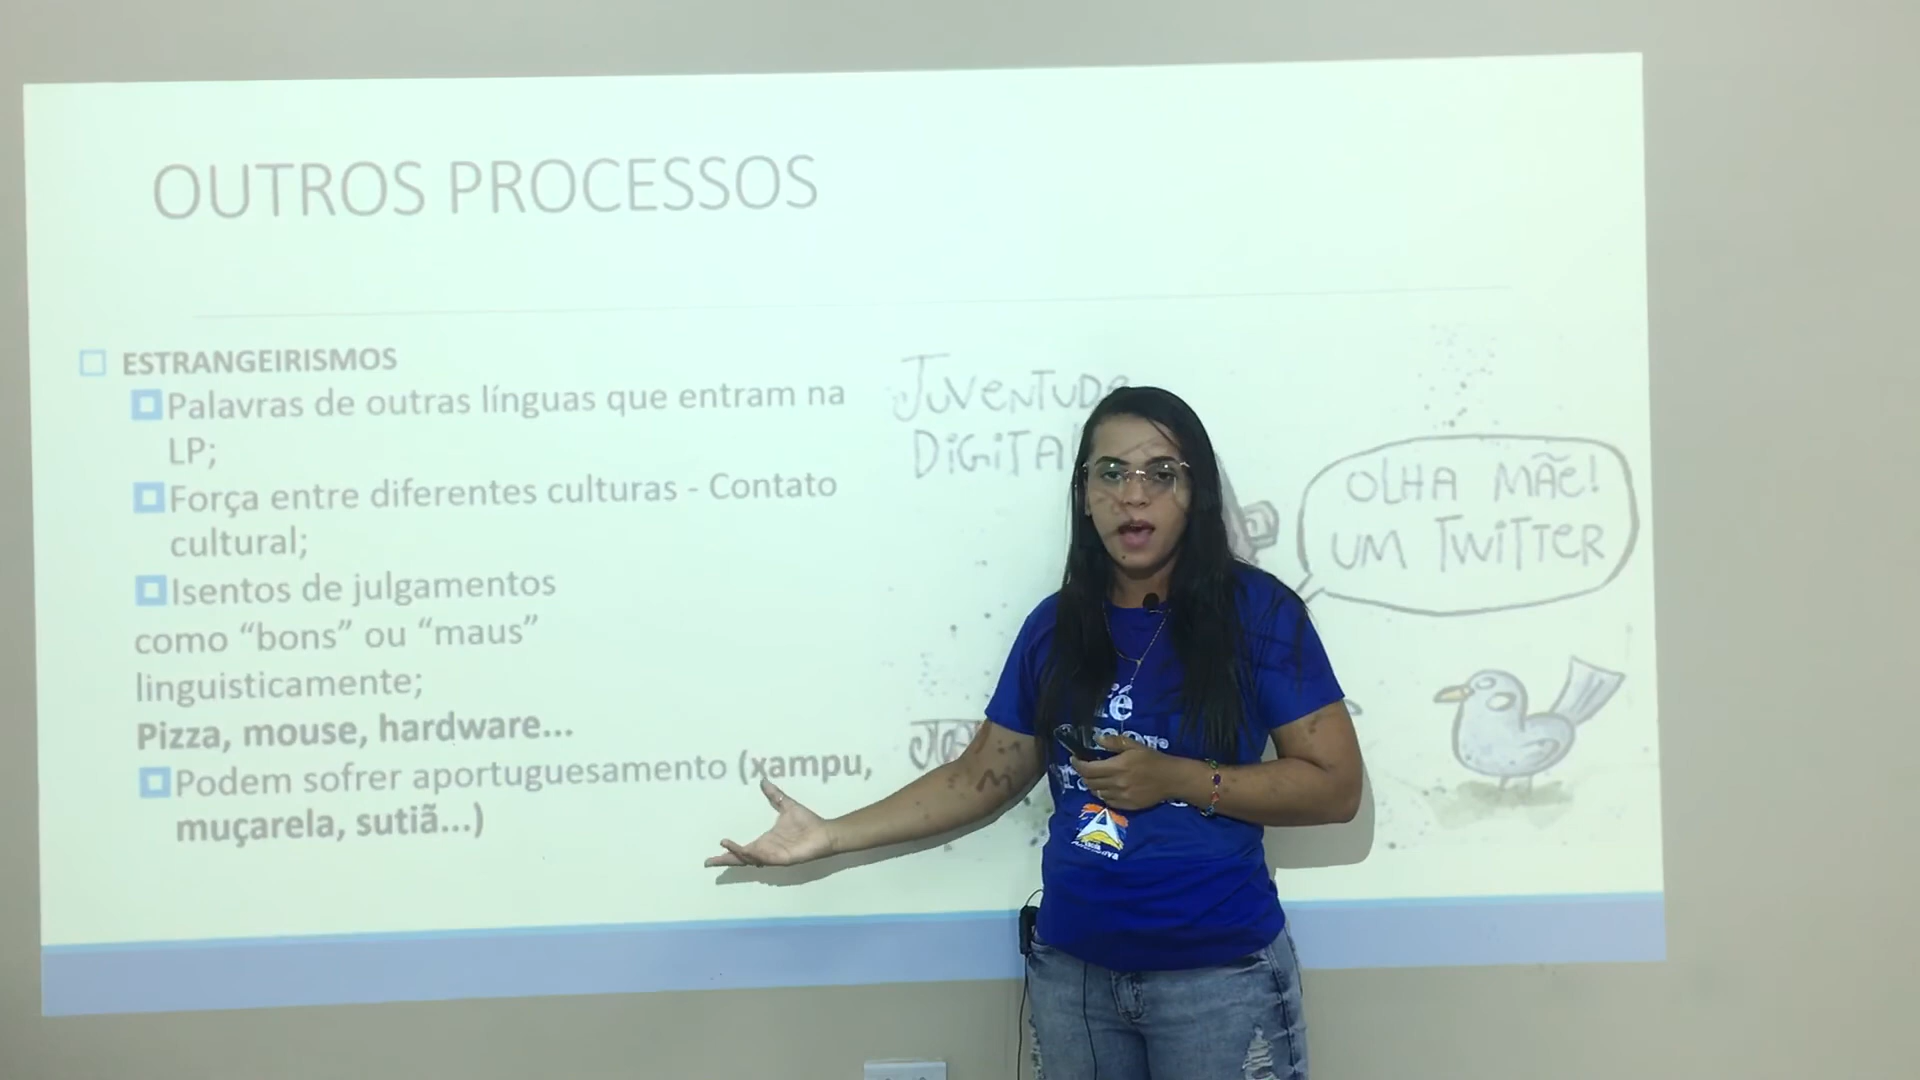 OUTROS PROCESSOS
ESTRANGEIRISMOS
Palavras de outras línguas que entram na
LP;
Força entre diferentes culturas - Contato
cultural;
Isentos de julgamentos
como “bons” ou “maus”
linguisticamente;
Pizza, mouse, hardware...
Podem sofrer aportuguesamento (xampu,
muçarela, sutiã...)
JUVENTUDE
DIGITAL
OLHA MÃE!
UM TWITTER